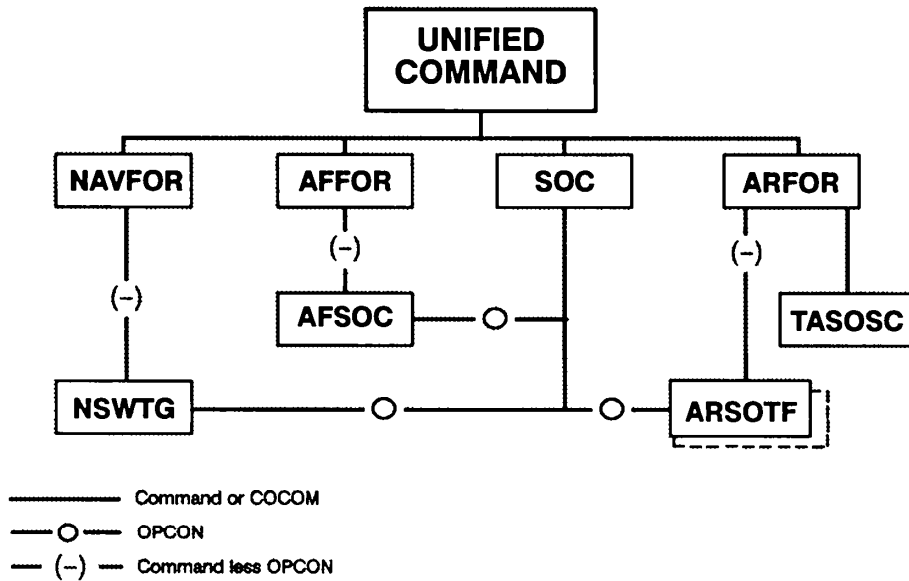 UNIFIED
COMMAND
NAVFOR
AFFOR
SOC
ARFOR
(-)
(-)
(-)
AFSOC
TASOSC
NSWTG
ARSOTF
Command or COCOM
OPCON
(-) Command less OPCON